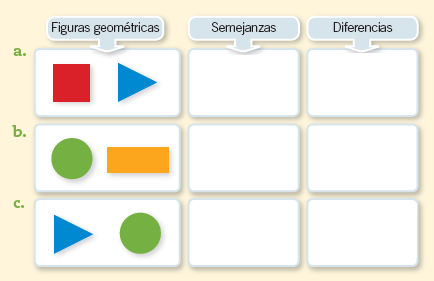 Figuras geométricas
Semejanzas
Diferencias
a.
b.
c.